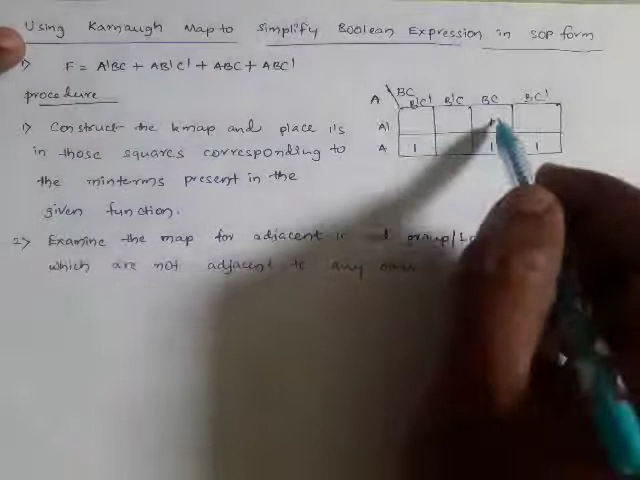 Using Karnaugh Map to Simplify Boolean Expression in SOP form
1) F = A'BC + AB'C' + ABC + ABC'
procedure
A BC
B'C' B'C BC BC'
A' 1
A 1 1 1
1) Construct the kmap and place 1s
in those squares corresponding to
the minterms present in the
given function.
2) Examine the map for adjacent
which are not adjacent to any